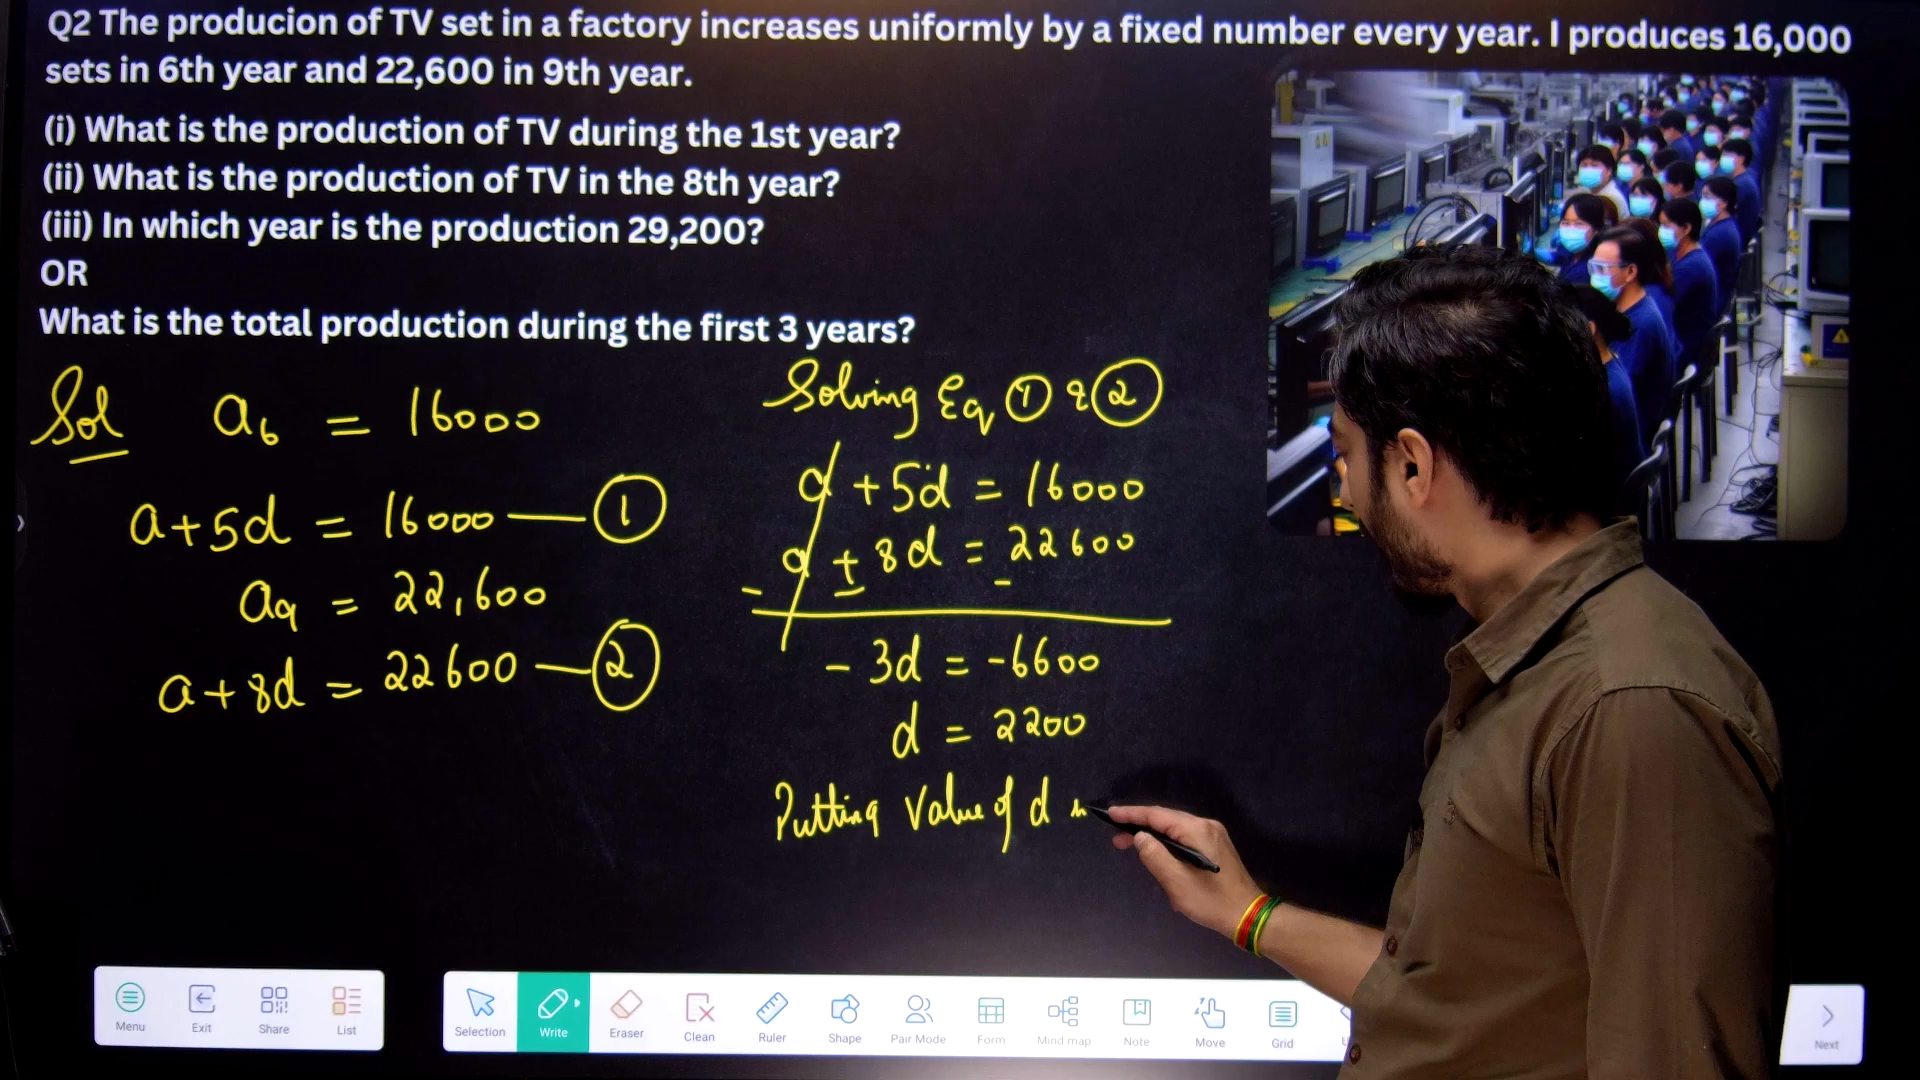 Q2 The producion of TV set in a factory increases uniformly by a fixed number every year. I produces 16,000
sets in 6th year and 22,600 in 9th year.
(i) What is the production of TV during the 1st year?
(ii) What is the production of TV in the 8th year?
(iii) In which year is the production 29,200?
OR
What is the total production during the first 3 years?
Sol a₆ = 16000
a+5d = 16000 — ①
a₉ = 22,600
a+8d = 22600 — ②
Solving Eq ① & ②
a + 5d = 16000
a ± 8d = 22600
- -
- 3d = -6600
d = 2200
Putting Value of d in
Menu Exit Share List
Selection Write Eraser Clean Ruler Shape Pair Mode Form Mind map Note Move Grid
Next